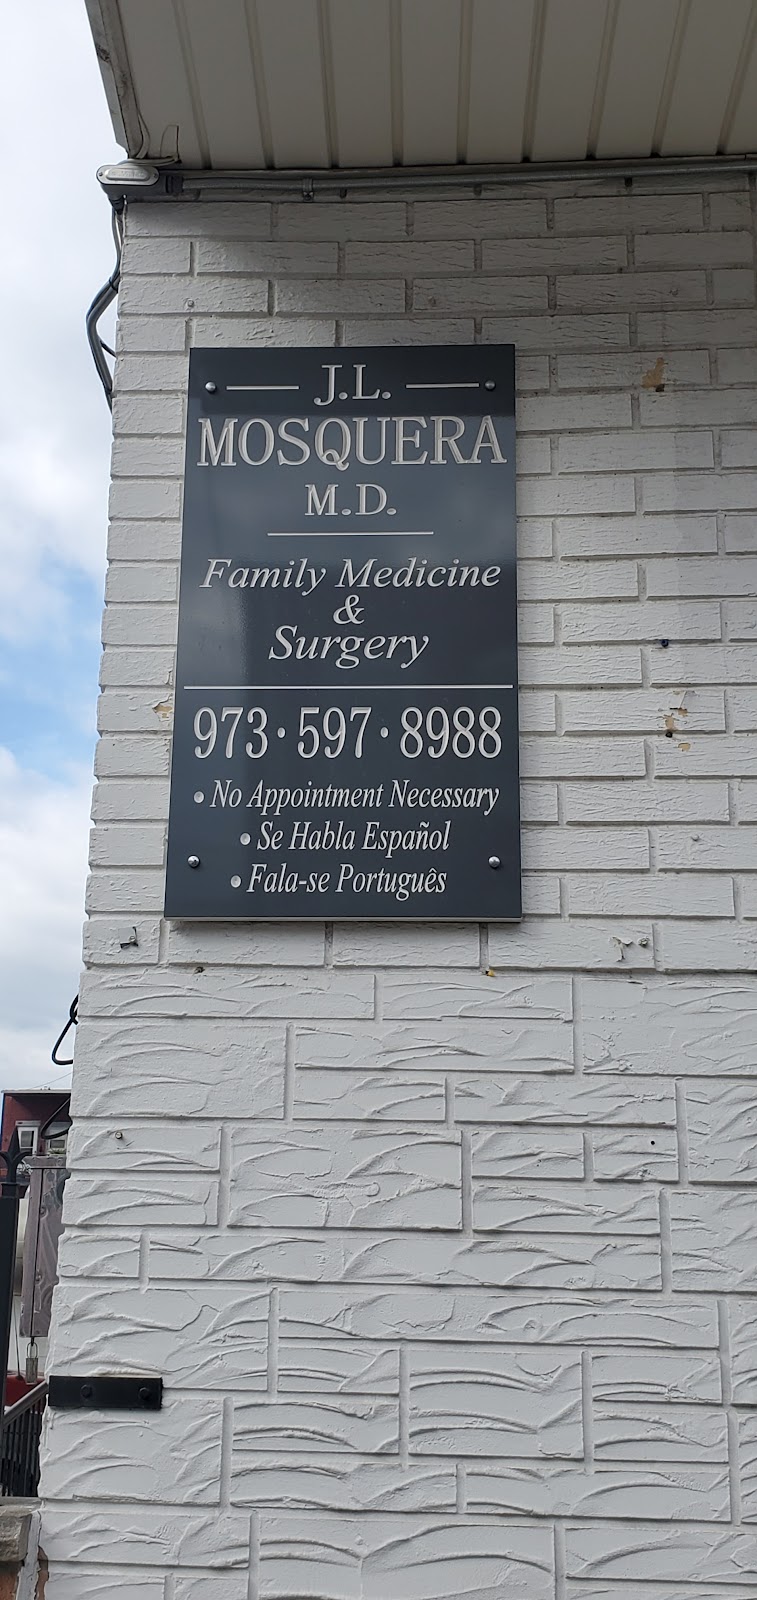 J.L.
MOSQUERA
M.D.
Family Medicine
&
Surgery
973·597·8988
• No Appointment Necessary
• Se Habla Español
• Fala-se Português